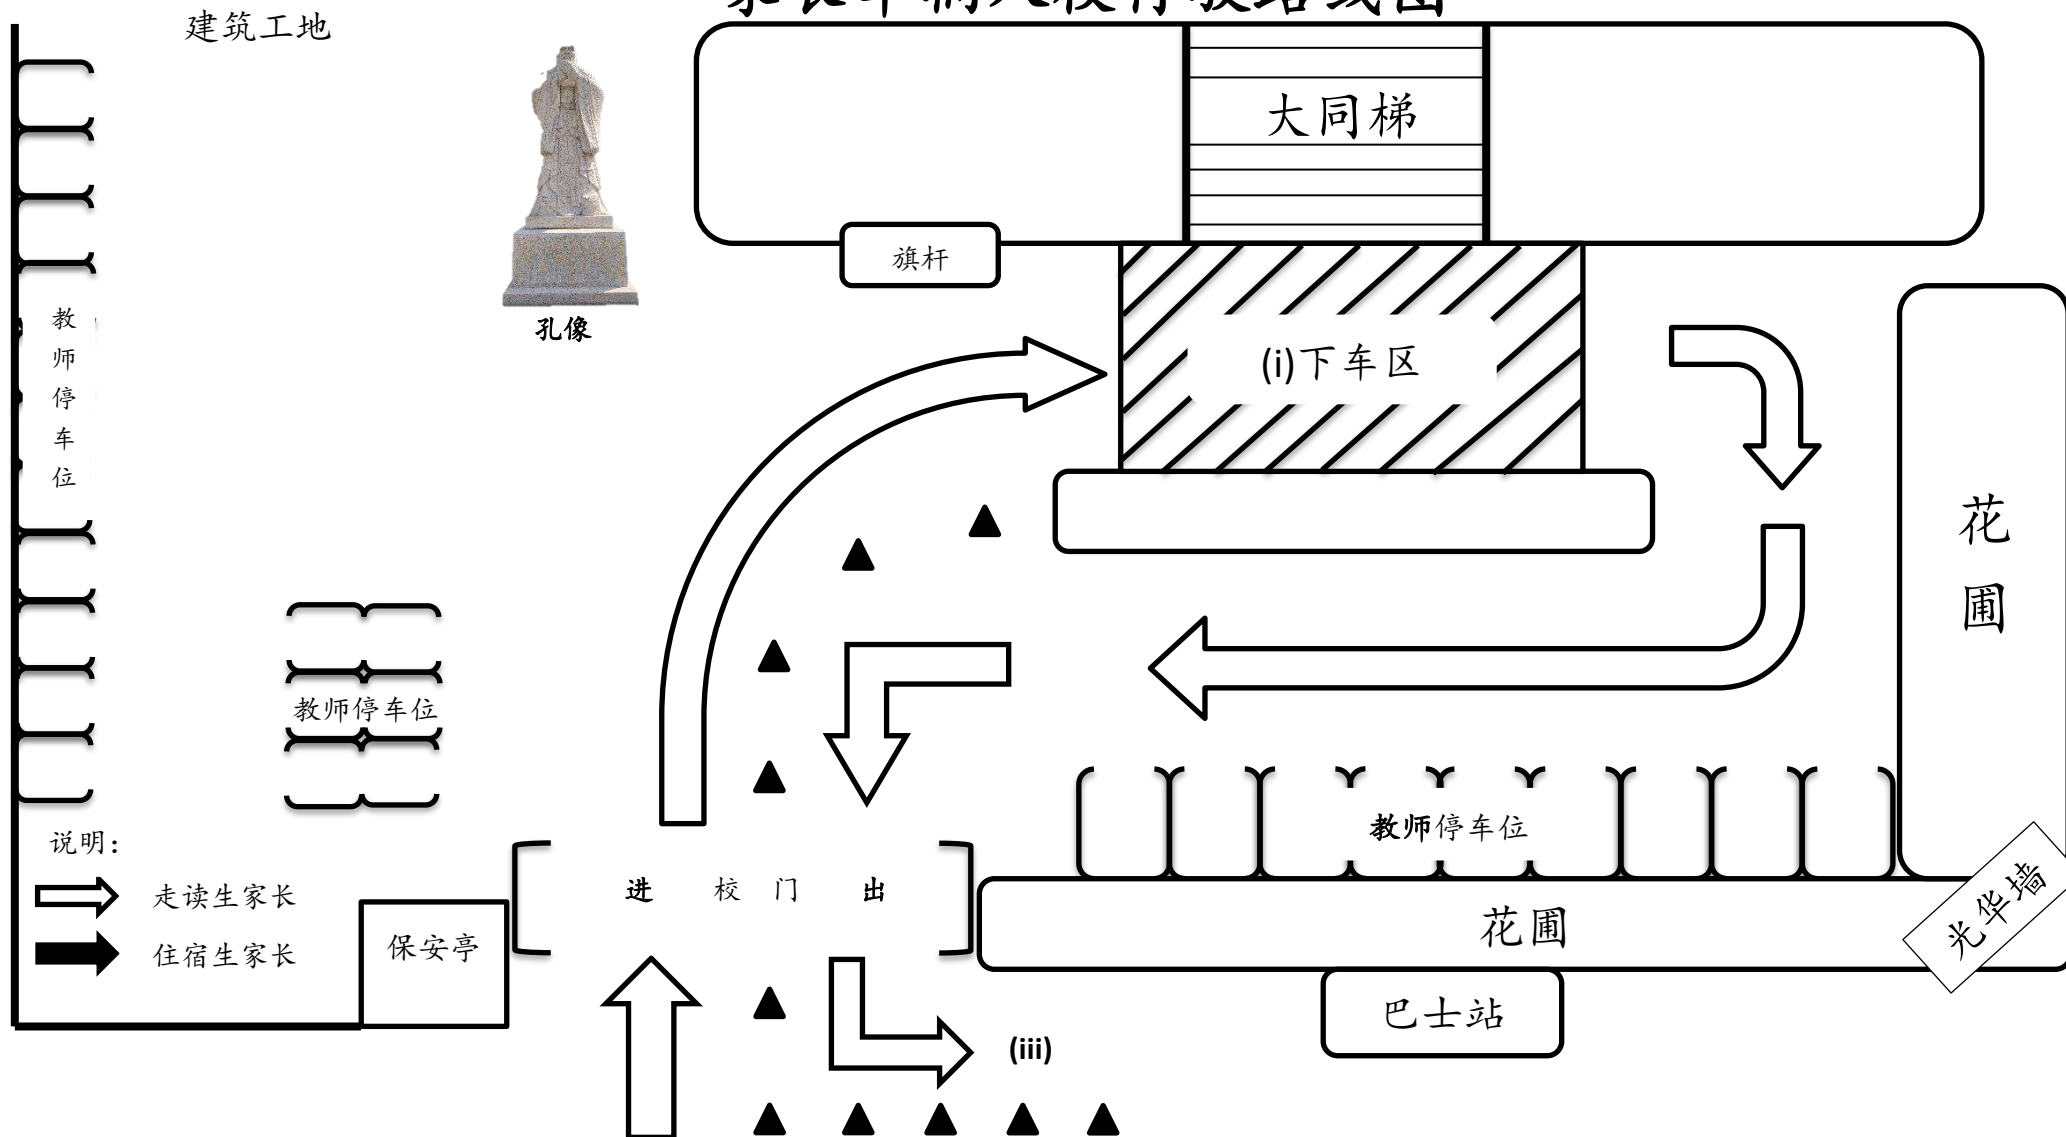 建筑工地
大同梯
旗杆
孔像
(i)下车区
教师停车位
花圃
教师停车位
教师停车位
说明：
走读生家长
住宿生家长
保安亭
进 校 门 出
花圃
光华墙
巴士站
(iii)